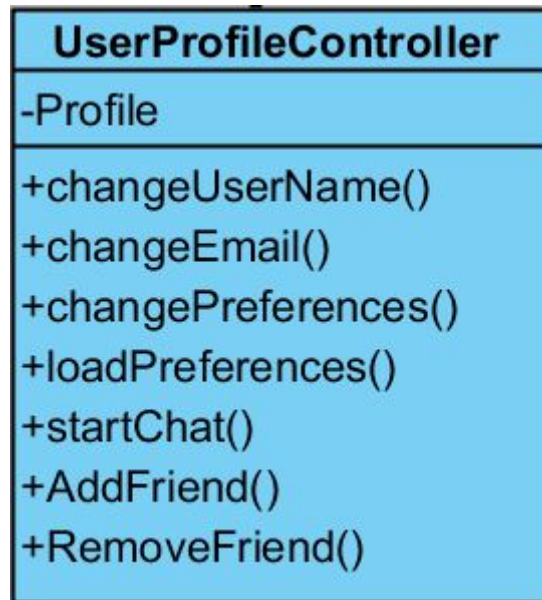 UserProfileController
-Profile
+changeUserName()
+changeEmail()
+changePreferences()
+loadPreferences()
+startChat()
+AddFriend()
+RemoveFriend()